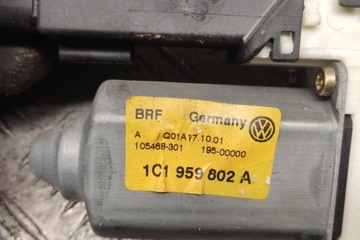 BRF Germany
A Q01A17.10.01
105468-301 195-00000
1C1 959 802 A